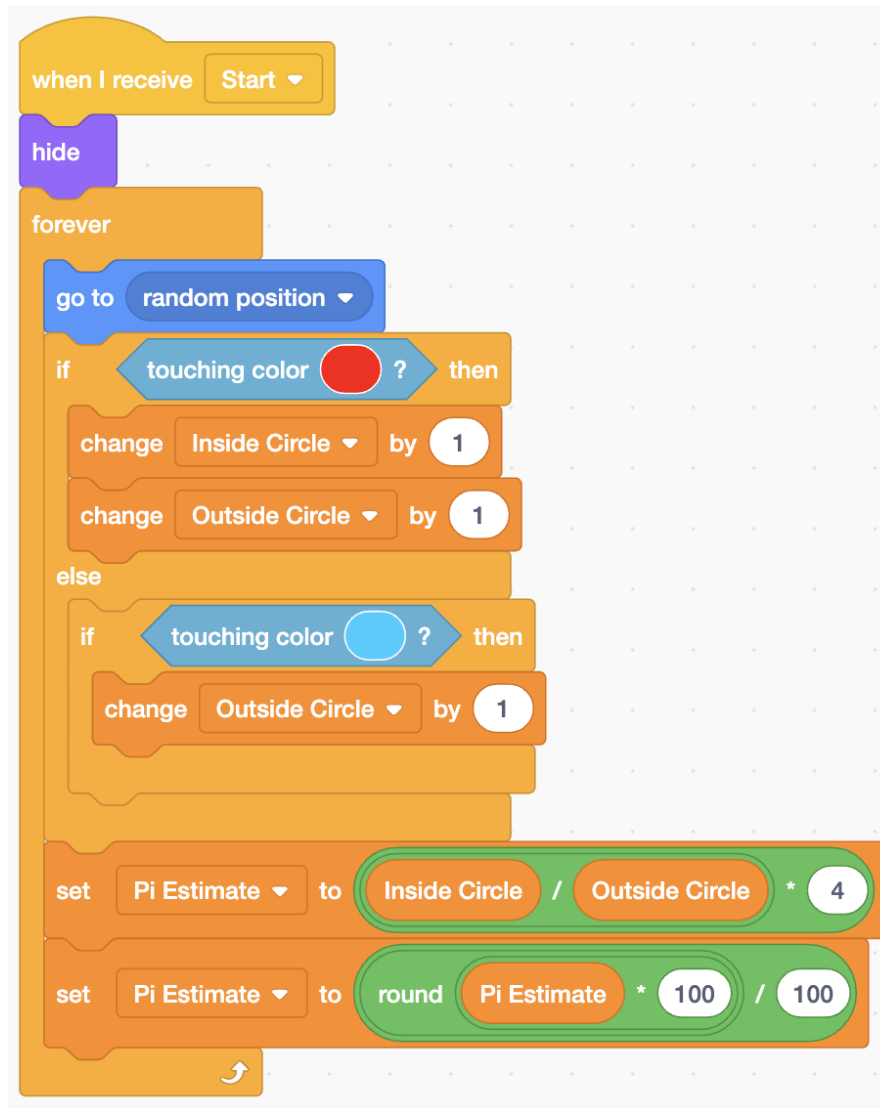 when I receive Start
hide
forever
go to random position
if touching color ? then
change Inside Circle by 1
change Outside Circle by 1
else
if touching color ? then
change Outside Circle by 1
set Pi Estimate to Inside Circle / Outside Circle * 4
set Pi Estimate to round Pi Estimate * 100 / 100